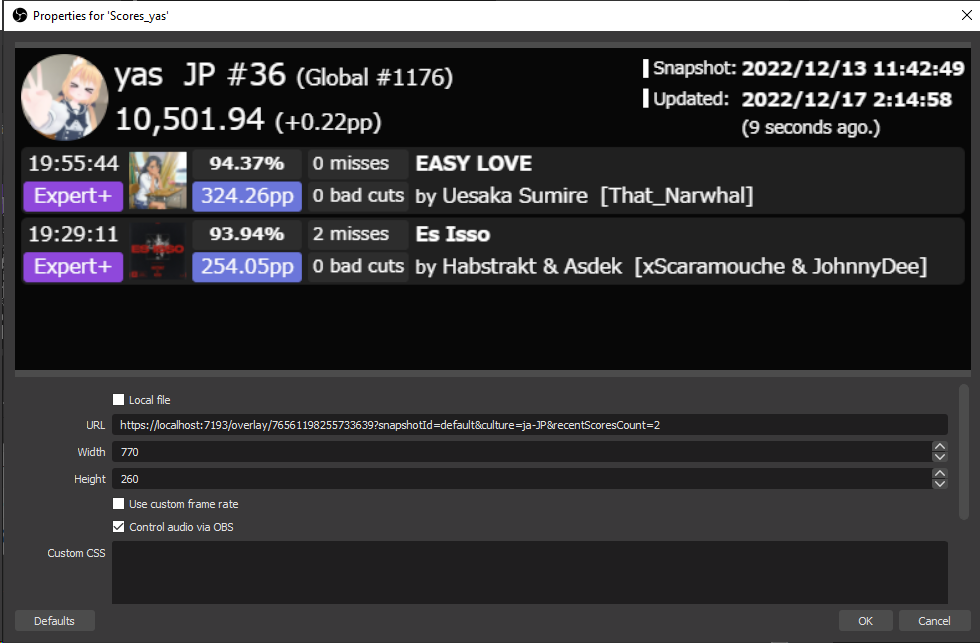 Properties for 'Scores_yas'
yas JP #36 (Global #1176)
10,501.94 (+0.22pp)
Snapshot: 2022/12/13 11:42:49
Updated: 2022/12/17 2:14:58
(9 seconds ago.)
19:55:44 94.37% 0 misses EASY LOVE
Expert+ 324.26pp 0 bad cuts by Uesaka Sumire [That_Narwhal]
19:29:11 93.94% 2 misses Es Isso
Expert+ 254.05pp 0 bad cuts by Habstrakt & Asdek [xScaramouche & JohnnyDee]
ES ISSO
Local file
URL https://localhost:7193/overlay/76561198255733639?snapshotId=default&culture=ja-JP&recentScoresCount=2
Width 770
Height 260
Use custom frame rate
Control audio via OBS
Custom CSS
Defaults OK Cancel